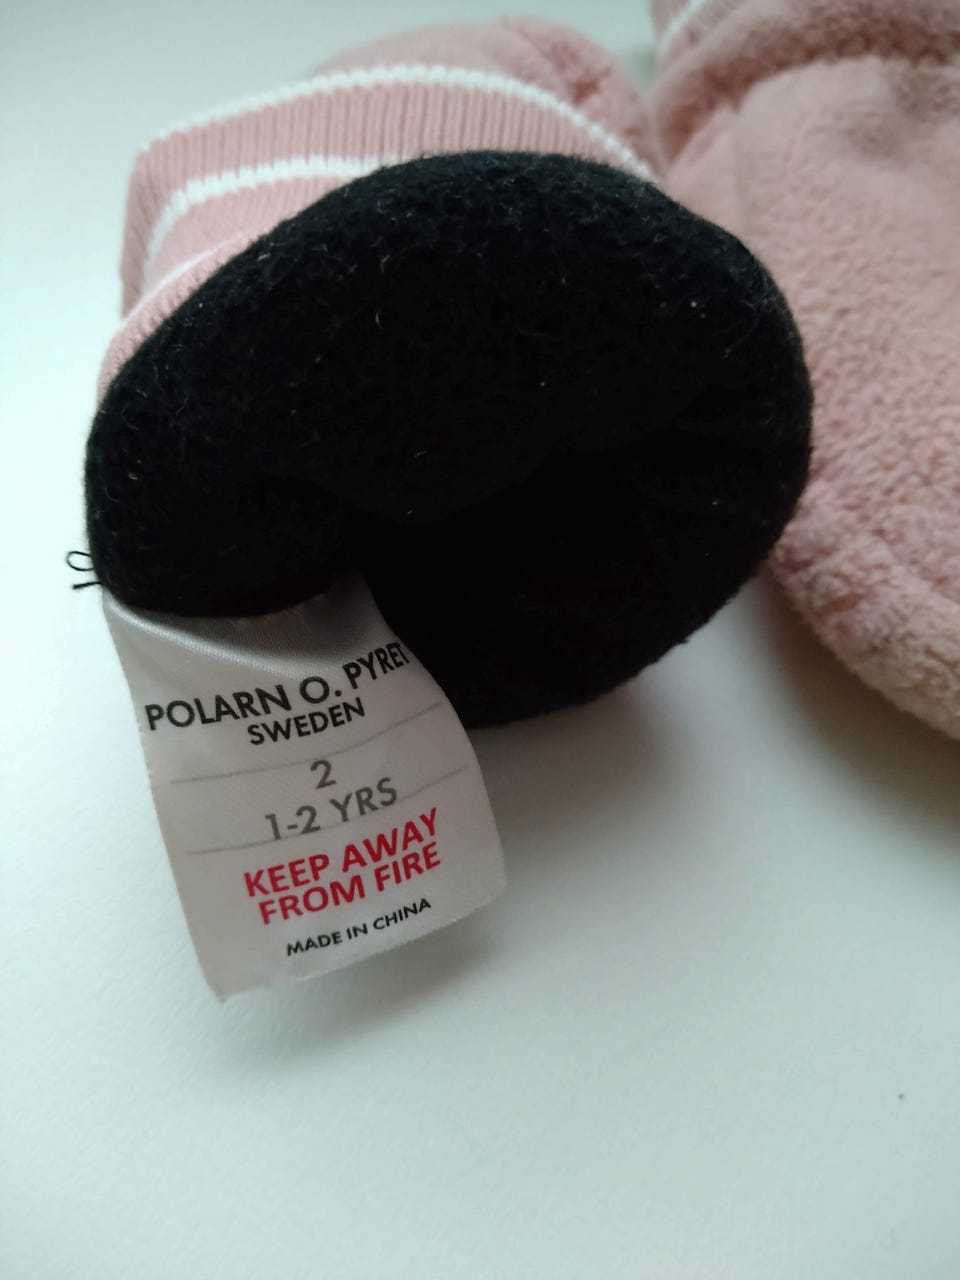 POLARN O. PYRET
SWEDEN
2
1-2 YRS
KEEP AWAY
FROM FIRE
MADE IN CHINA